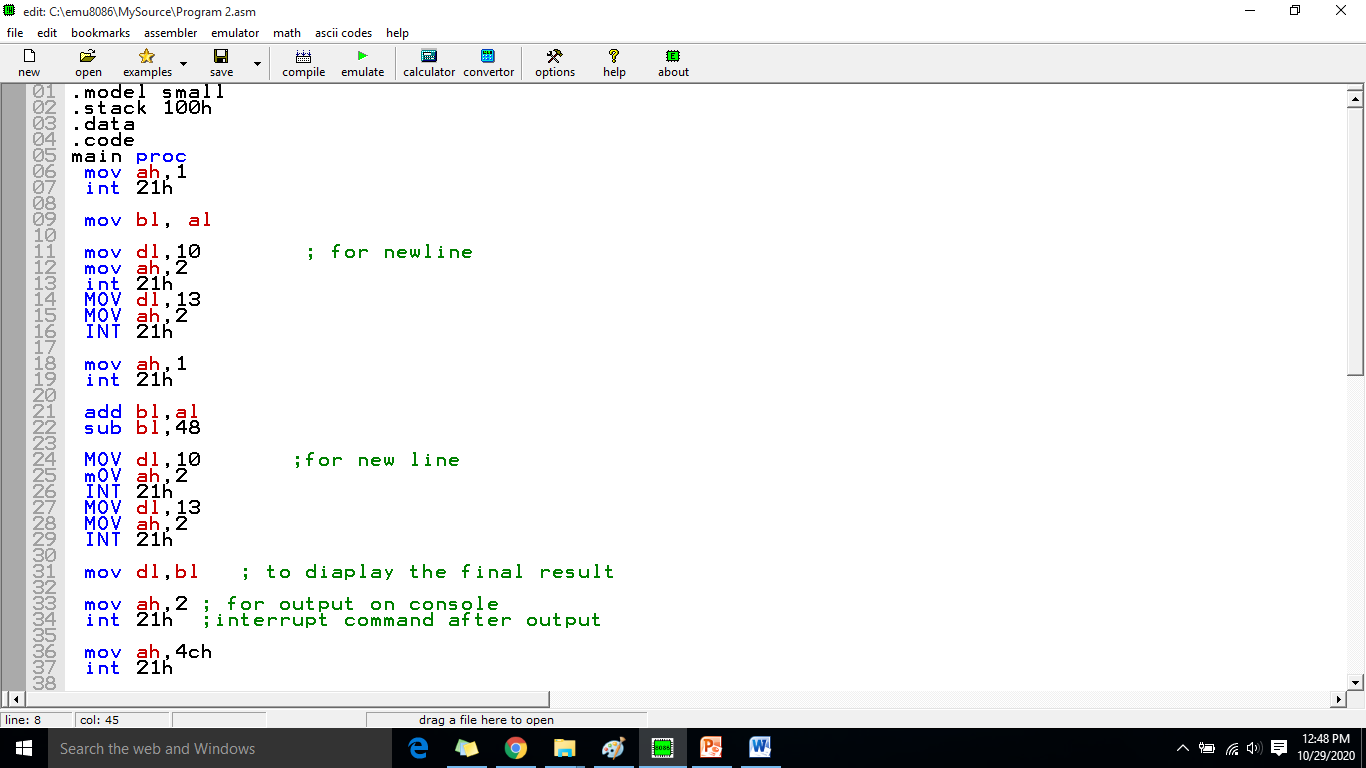 edit: C:\emu8086\MySource\Program 2.asm
file edit bookmarks assembler emulator math ascii codes help
new open examples save compile emulate calculator convertor options help about
01 .model small
02 .stack 100h
03 .data
04 .code
05 main proc
06 mov ah,1
07 int 21h
08
09 mov bl, al
10
11 mov dl,10 ; for newline
12 mov ah,2
13 int 21h
14 MOV dl,13
15 MOV ah,2
16 INT 21h
17
18 mov ah,1
19 int 21h
20
21 add bl,al
22 sub bl,48
23
24 MOV dl,10 ;for new line
25 mOV ah,2
26 INT 21h
27 MOV dl,13
28 MOV ah,2
29 INT 21h
30
31 mov dl,bl ; to diaplay the final result
32
33 mov ah,2 ; for output on console
34 int 21h ;interrupt command after output
35
36 mov ah,4ch
37 int 21h
38
line: 8 col: 45 drag a file here to open
Search the web and Windows
8086
12:48 PM
10/29/2020